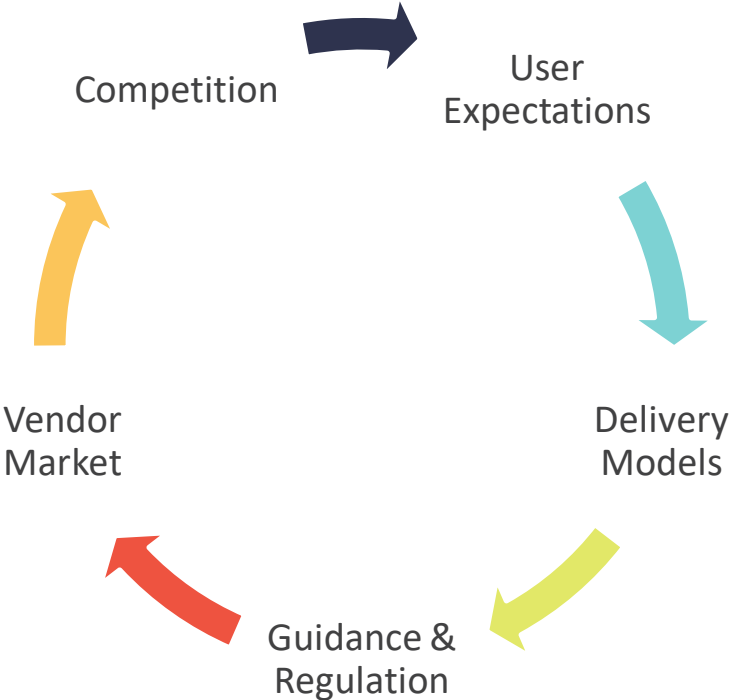 Competition
User
Expectations
Delivery
Models
Guidance &
Regulation
Vendor
Market